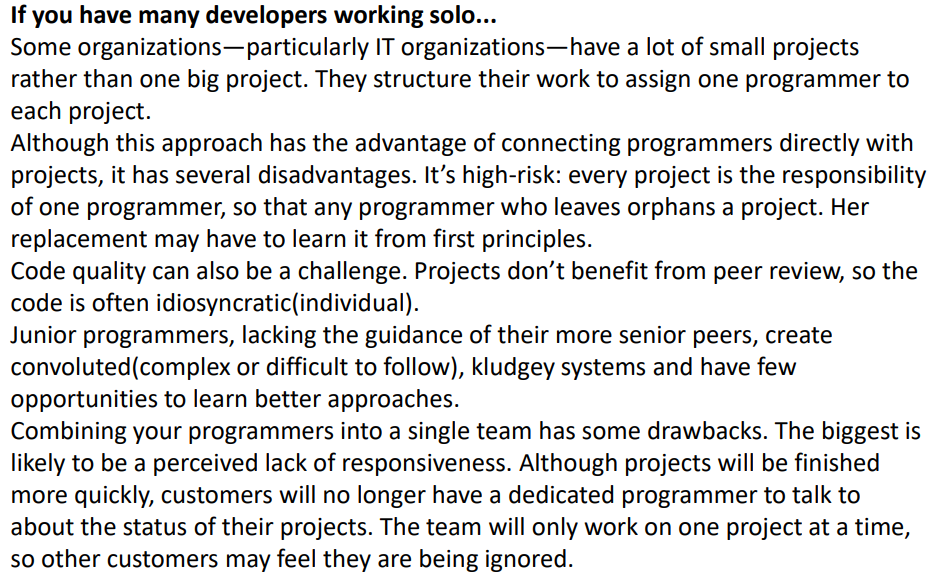 If you have many developers working solo...
Some organizations—particularly IT organizations—have a lot of small projects
rather than one big project. They structure their work to assign one programmer to
each project.
Although this approach has the advantage of connecting programmers directly with
projects, it has several disadvantages. It’s high-risk: every project is the responsibility
of one programmer, so that any programmer who leaves orphans a project. Her
replacement may have to learn it from first principles.
Code quality can also be a challenge. Projects don’t benefit from peer review, so the
code is often idiosyncratic(individual).
Junior programmers, lacking the guidance of their more senior peers, create
convoluted(complex or difficult to follow), kludgey systems and have few
opportunities to learn better approaches.
Combining your programmers into a single team has some drawbacks. The biggest is
likely to be a perceived lack of responsiveness. Although projects will be finished
more quickly, customers will no longer have a dedicated programmer to talk to
about the status of their projects. The team will only work on one project at a time,
so other customers may feel they are being ignored.